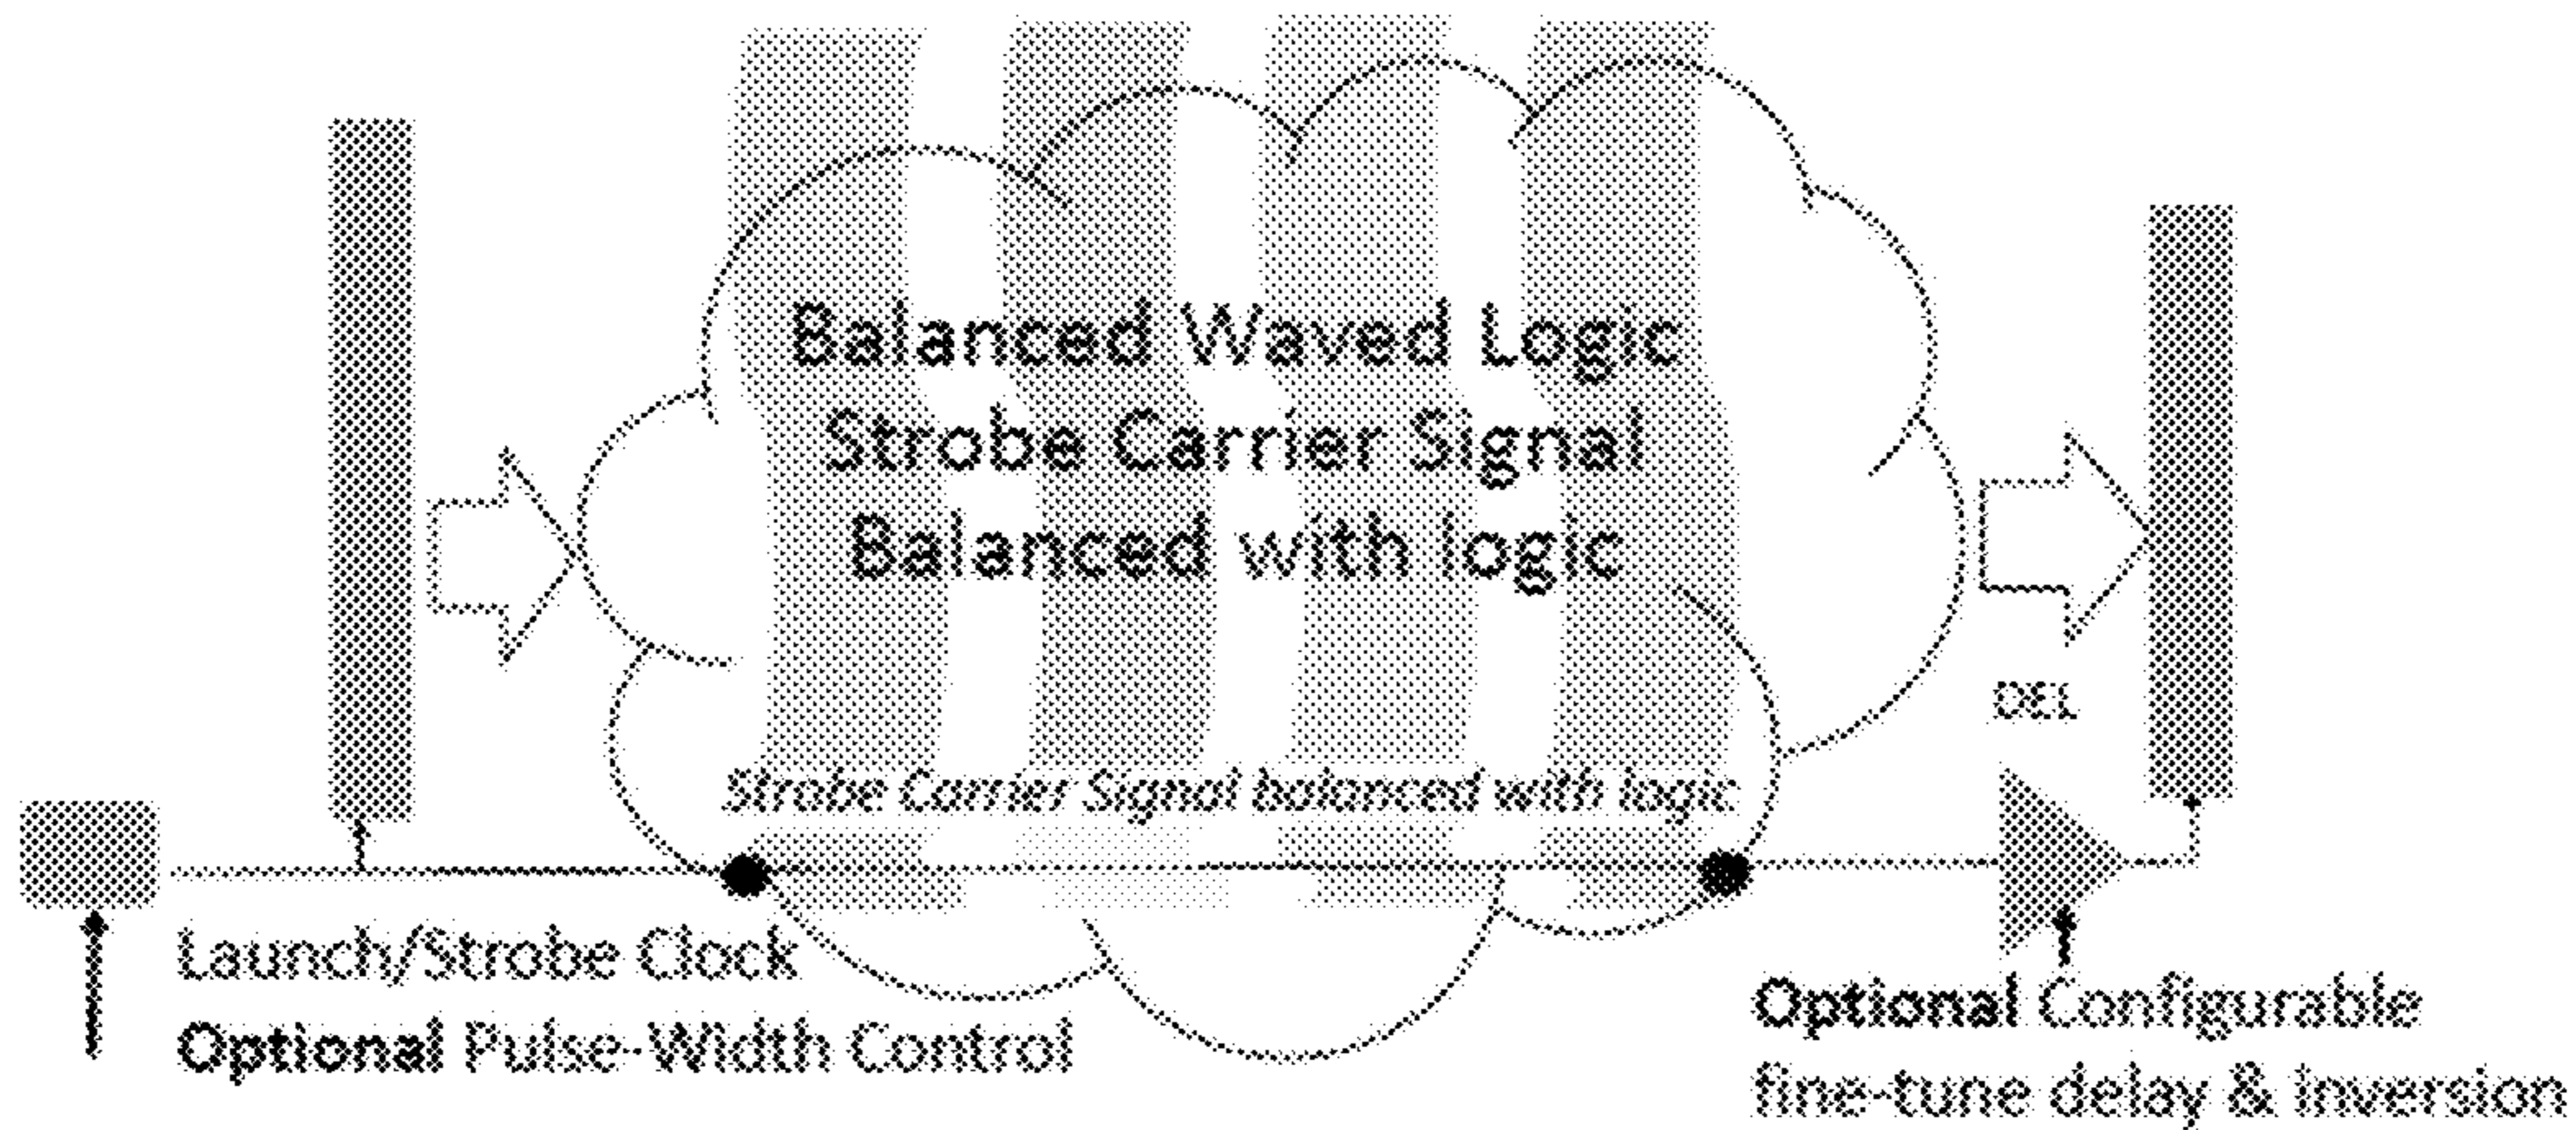 Balanced Waved Logic
Strobe Carrier Signal
Balanced with logic
DEL
Strobe Carrier Signal balanced with logic
Launch/Strobe Clock
Optional Pulse-Width Control
Optional Configurable
fine-tune delay & inversion